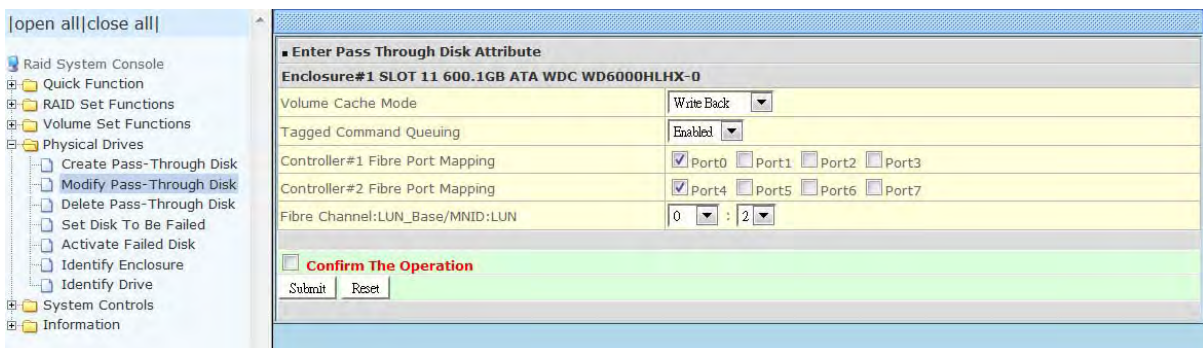 |open all|close all|
Raid System Console
Quick Function
RAID Set Functions
Volume Set Functions
Physical Drives
Create Pass-Through Disk
Modify Pass-Through Disk
Delete Pass-Through Disk
Set Disk To Be Failed
Activate Failed Disk
Identify Enclosure
Identify Drive
System Controls
Information
Enter Pass Through Disk Attribute
Enclosure#1 SLOT 11 600.1GB ATA WDC WD6000HLHX-0
Volume Cache Mode Write Back
Tagged Command Queuing Enabled
Controller#1 Fibre Port Mapping Port0 Port1 Port2 Port3
Controller#2 Fibre Port Mapping Port4 Port5 Port6 Port7
Fibre Channel:LUN_Base/MNID:LUN 0 : 2
Confirm The Operation
Submit Reset